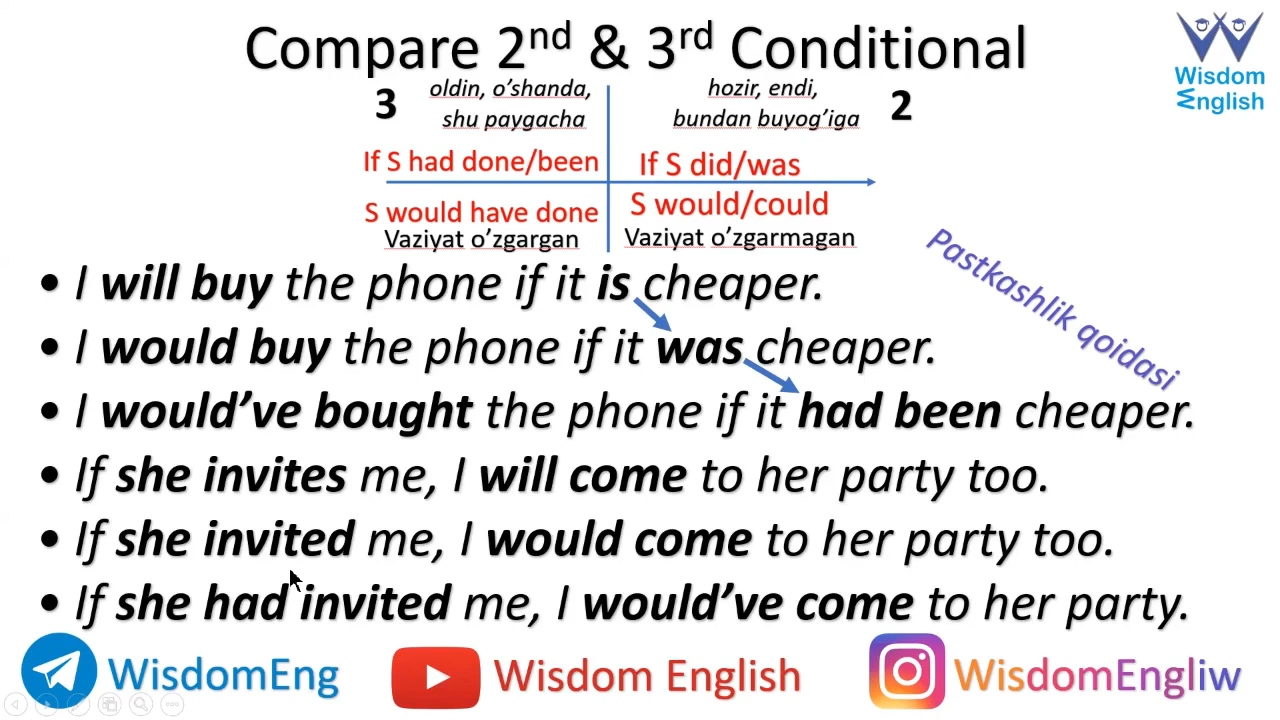 Compare 2nd & 3rd Conditional
Wisdom
English
3
oldin, o’shanda,
shu paygacha
hozir, endi,
bundan buyog’iga
2
If S had done/been
If S did/was
S would have done
S would/could
Vaziyat o’zgargan
Vaziyat o’zgarmagan
Pastkashlik qoidasi
• I will buy the phone if it is cheaper.
• I would buy the phone if it was cheaper.
• I would’ve bought the phone if it had been cheaper.
• If she invites me, I will come to her party too.
• If she invited me, I would come to her party too.
• If she had invited me, I would’ve come to her party.
WisdomEng
Wisdom English
WisdomEngliw